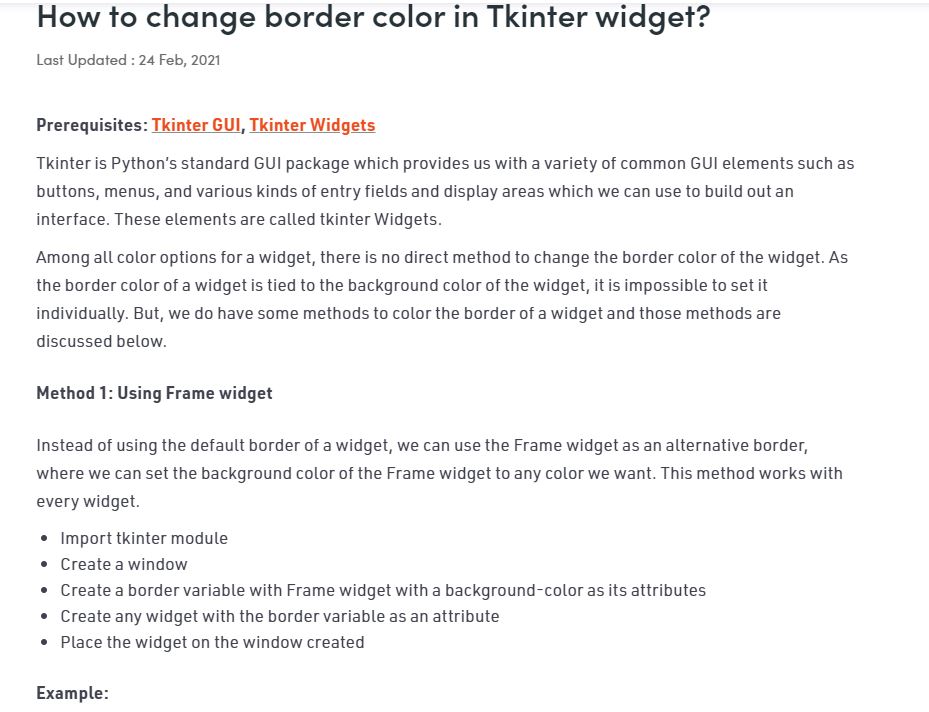 How to change border color in Tkinter widget?
Last Updated : 24 Feb, 2021
Prerequisites: Tkinter GUI, Tkinter Widgets
Tkinter is Python’s standard GUI package which provides us with a variety of common GUI elements such as
buttons, menus, and various kinds of entry fields and display areas which we can use to build out an
interface. These elements are called tkinter Widgets.
Among all color options for a widget, there is no direct method to change the border color of the widget. As
the border color of a widget is tied to the background color of the widget, it is impossible to set it
individually. But, we do have some methods to color the border of a widget and those methods are
discussed below.
Method 1: Using Frame widget
Instead of using the default border of a widget, we can use the Frame widget as an alternative border,
where we can set the background color of the Frame widget to any color we want. This method works with
every widget.
• Import tkinter module
• Create a window
• Create a border variable with Frame widget with a background-color as its attributes
• Create any widget with the border variable as an attribute
• Place the widget on the window created
Example: